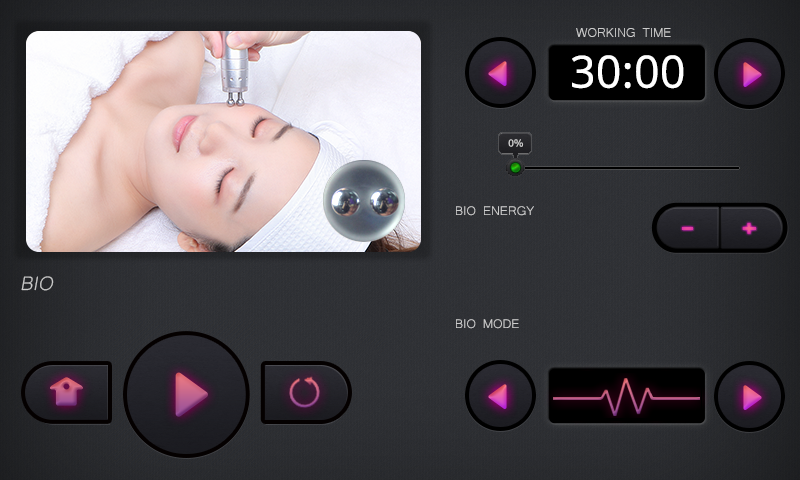 WORKING TIME
30:00
0%
BIO ENERGY
BIO
BIO MODE